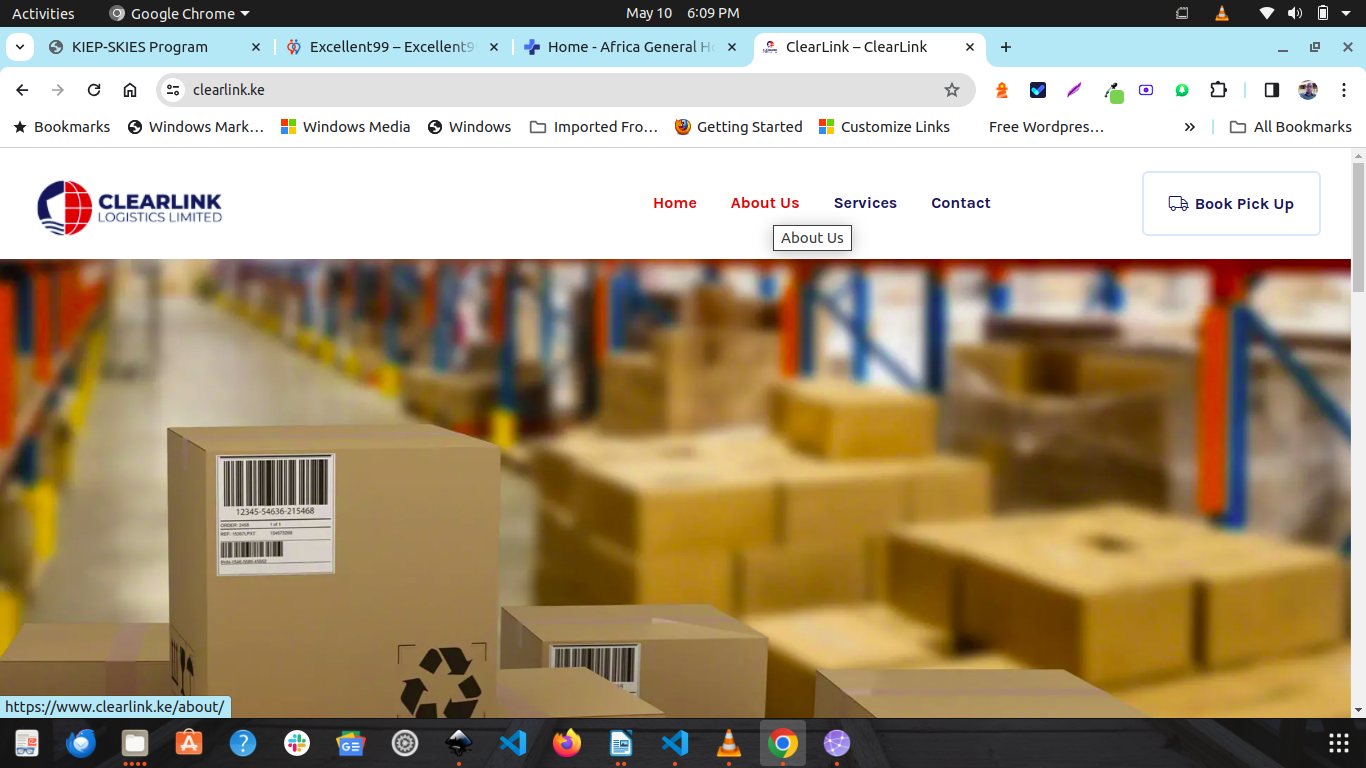 Activities Google Chrome May 10 6:09 PM
KIEP-SKIES Program Excellent99 – Excellent9 Home - Africa General H ClearLink – ClearLink
clearlink.ke
Bookmarks Windows Mark… Windows Media Windows Imported Fro… Getting Started Customize Links Free Wordpres… » All Bookmarks
CLEARLINK
LOGISTICS LIMITED
Home About Us Services Contact Book Pick Up
About Us
12345-54636-215468
1 of 1
https://www.clearlink.ke/about/